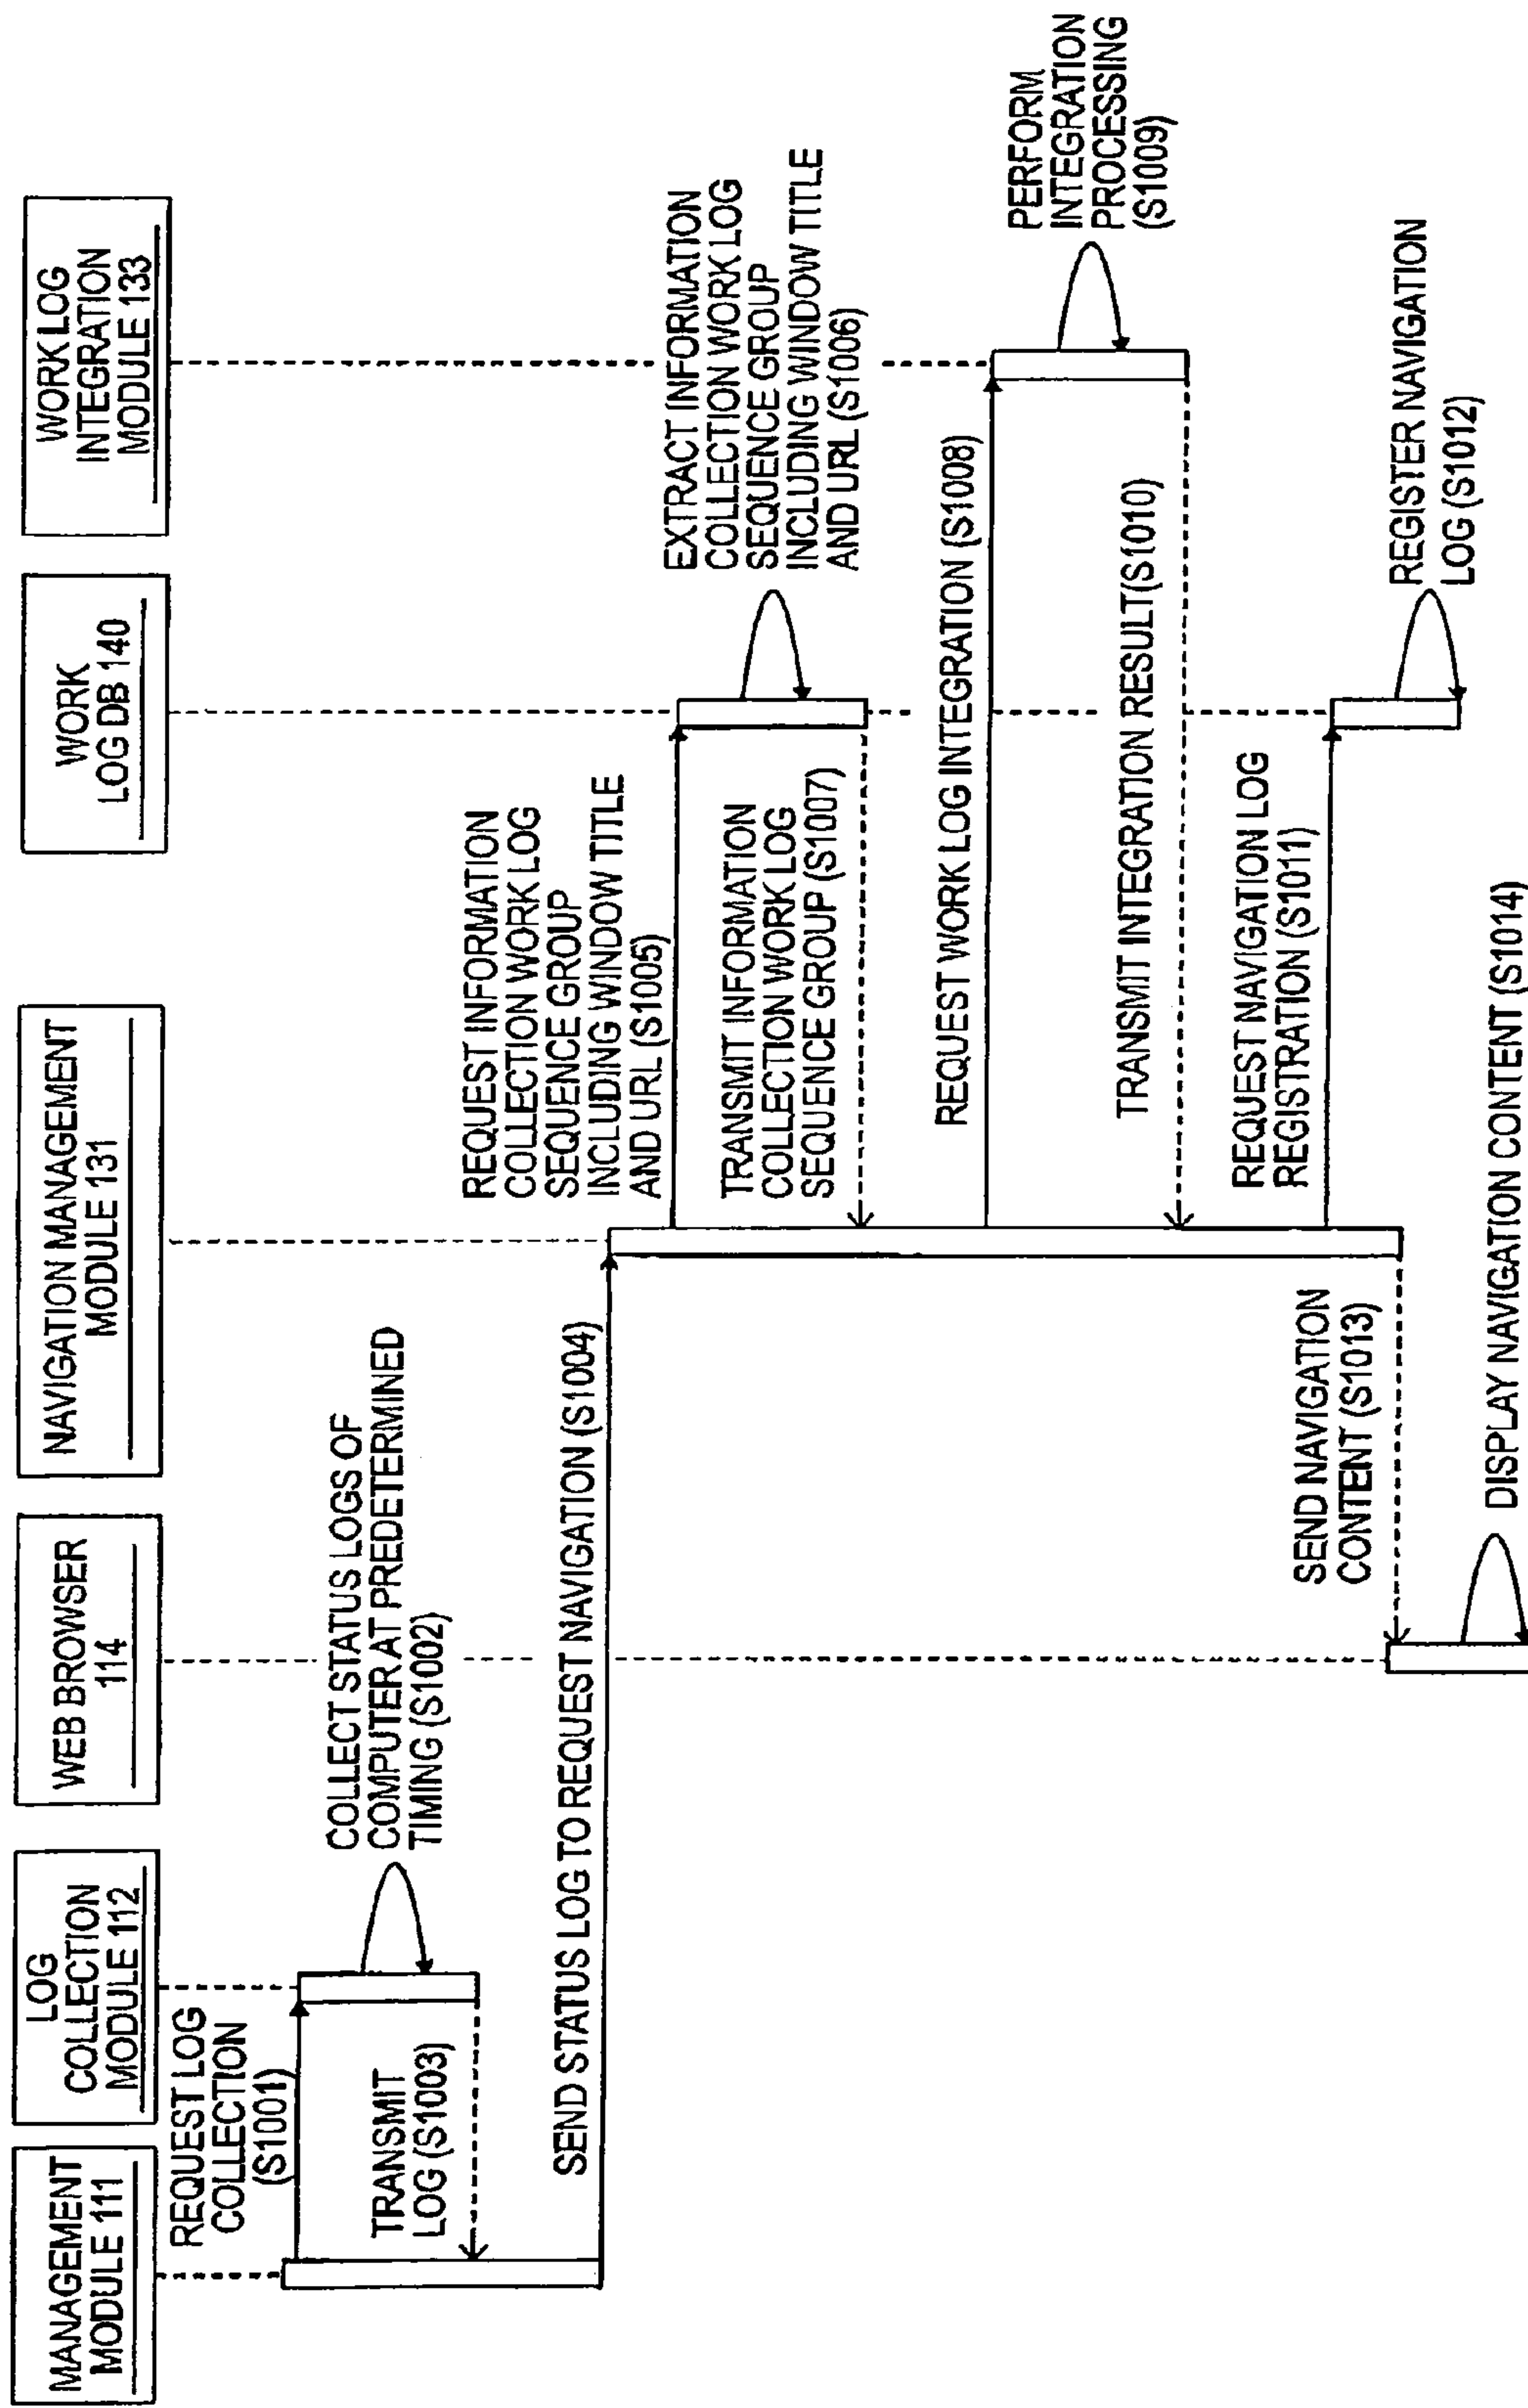 MANAGEMENT
MODULE 111
LOG
COLLECTION
MODULE 112
WEB BROWSER
114
NAVIGATION MANAGEMENT
MODULE 131
WORK
LOG DB 140
WORK LOG
INTEGRATION
MODULE 133
REQUEST LOG
COLLECTION
(S1001)
COLLECT STATUS LOGS OF
COMPUTER AT PREDETERMINED
TIMING (S1002)
TRANSMIT
LOG (S1003)
SEND STATUS LOG TO REQUEST NAVIGATION (S1004)
REQUEST INFORMATION
COLLECTION WORK LOG
SEQUENCE GROUP
INCLUDING WINDOW TITLE
AND URL (S1005)
EXTRACT INFORMATION
COLLECTION WORK LOG
SEQUENCE GROUP
INCLUDING WINDOW TITLE
AND URL (S1006)
TRANSMIT INFORMATION
COLLECTION WORK LOG
SEQUENCE GROUP (S1007)
REQUEST WORK LOG INTEGRATION (S1008)
PERFORM
INTEGRATION
PROCESSING
(S1009)
TRANSMIT INTEGRATION RESULT(S1010)
REQUEST NAVIGATION LOG
REGISTRATION (S1011)
REGISTER NAVIGATION
LOG (S1012)
SEND NAVIGATION
CONTENT (S1013)
DISPLAY NAVIGATION CONTENT (S1014)